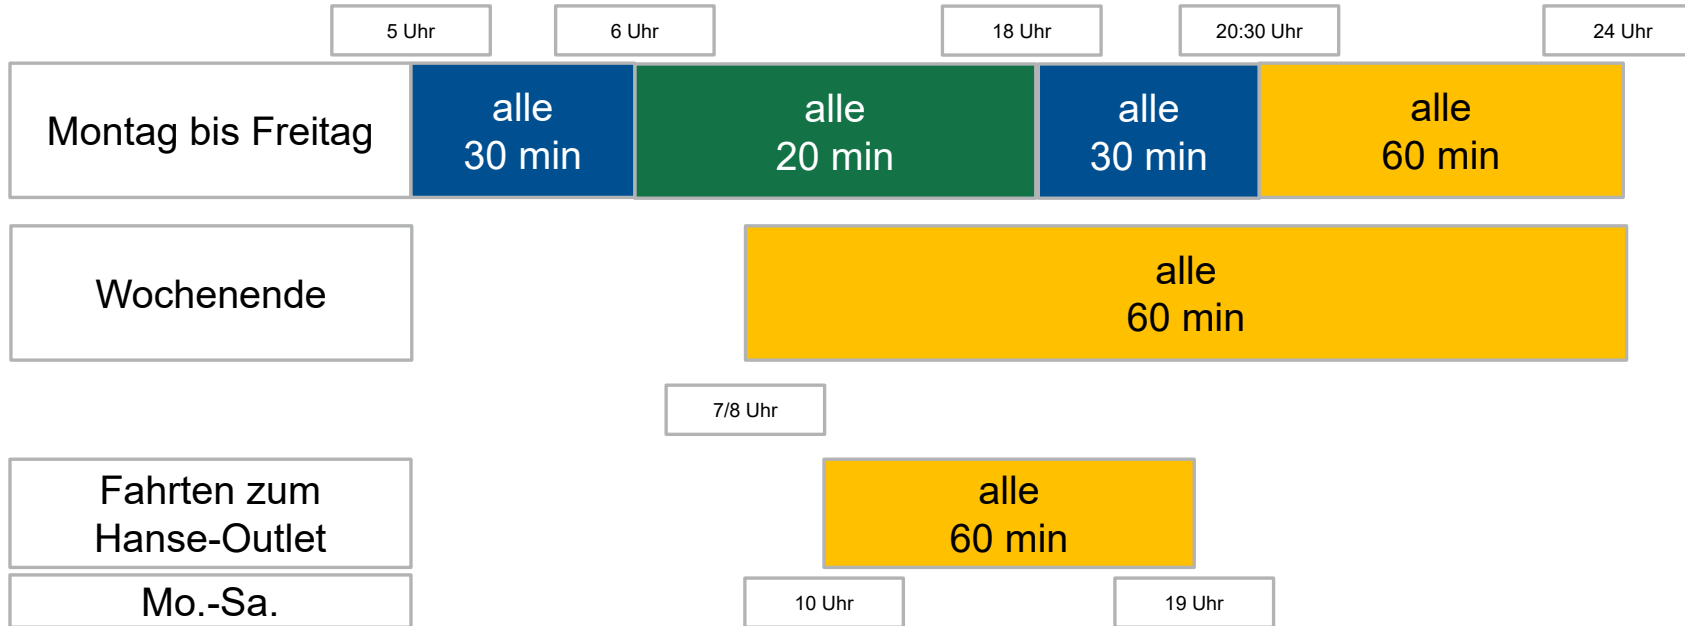 5 Uhr
6 Uhr
18 Uhr
20:30 Uhr
24 Uhr
Montag bis Freitag
alle
30 min
alle
20 min
alle
30 min
alle
60 min
Wochenende
alle
60 min
7/8 Uhr
Fahrten zum
Hanse-Outlet
alle
60 min
Mo.-Sa.
10 Uhr
19 Uhr